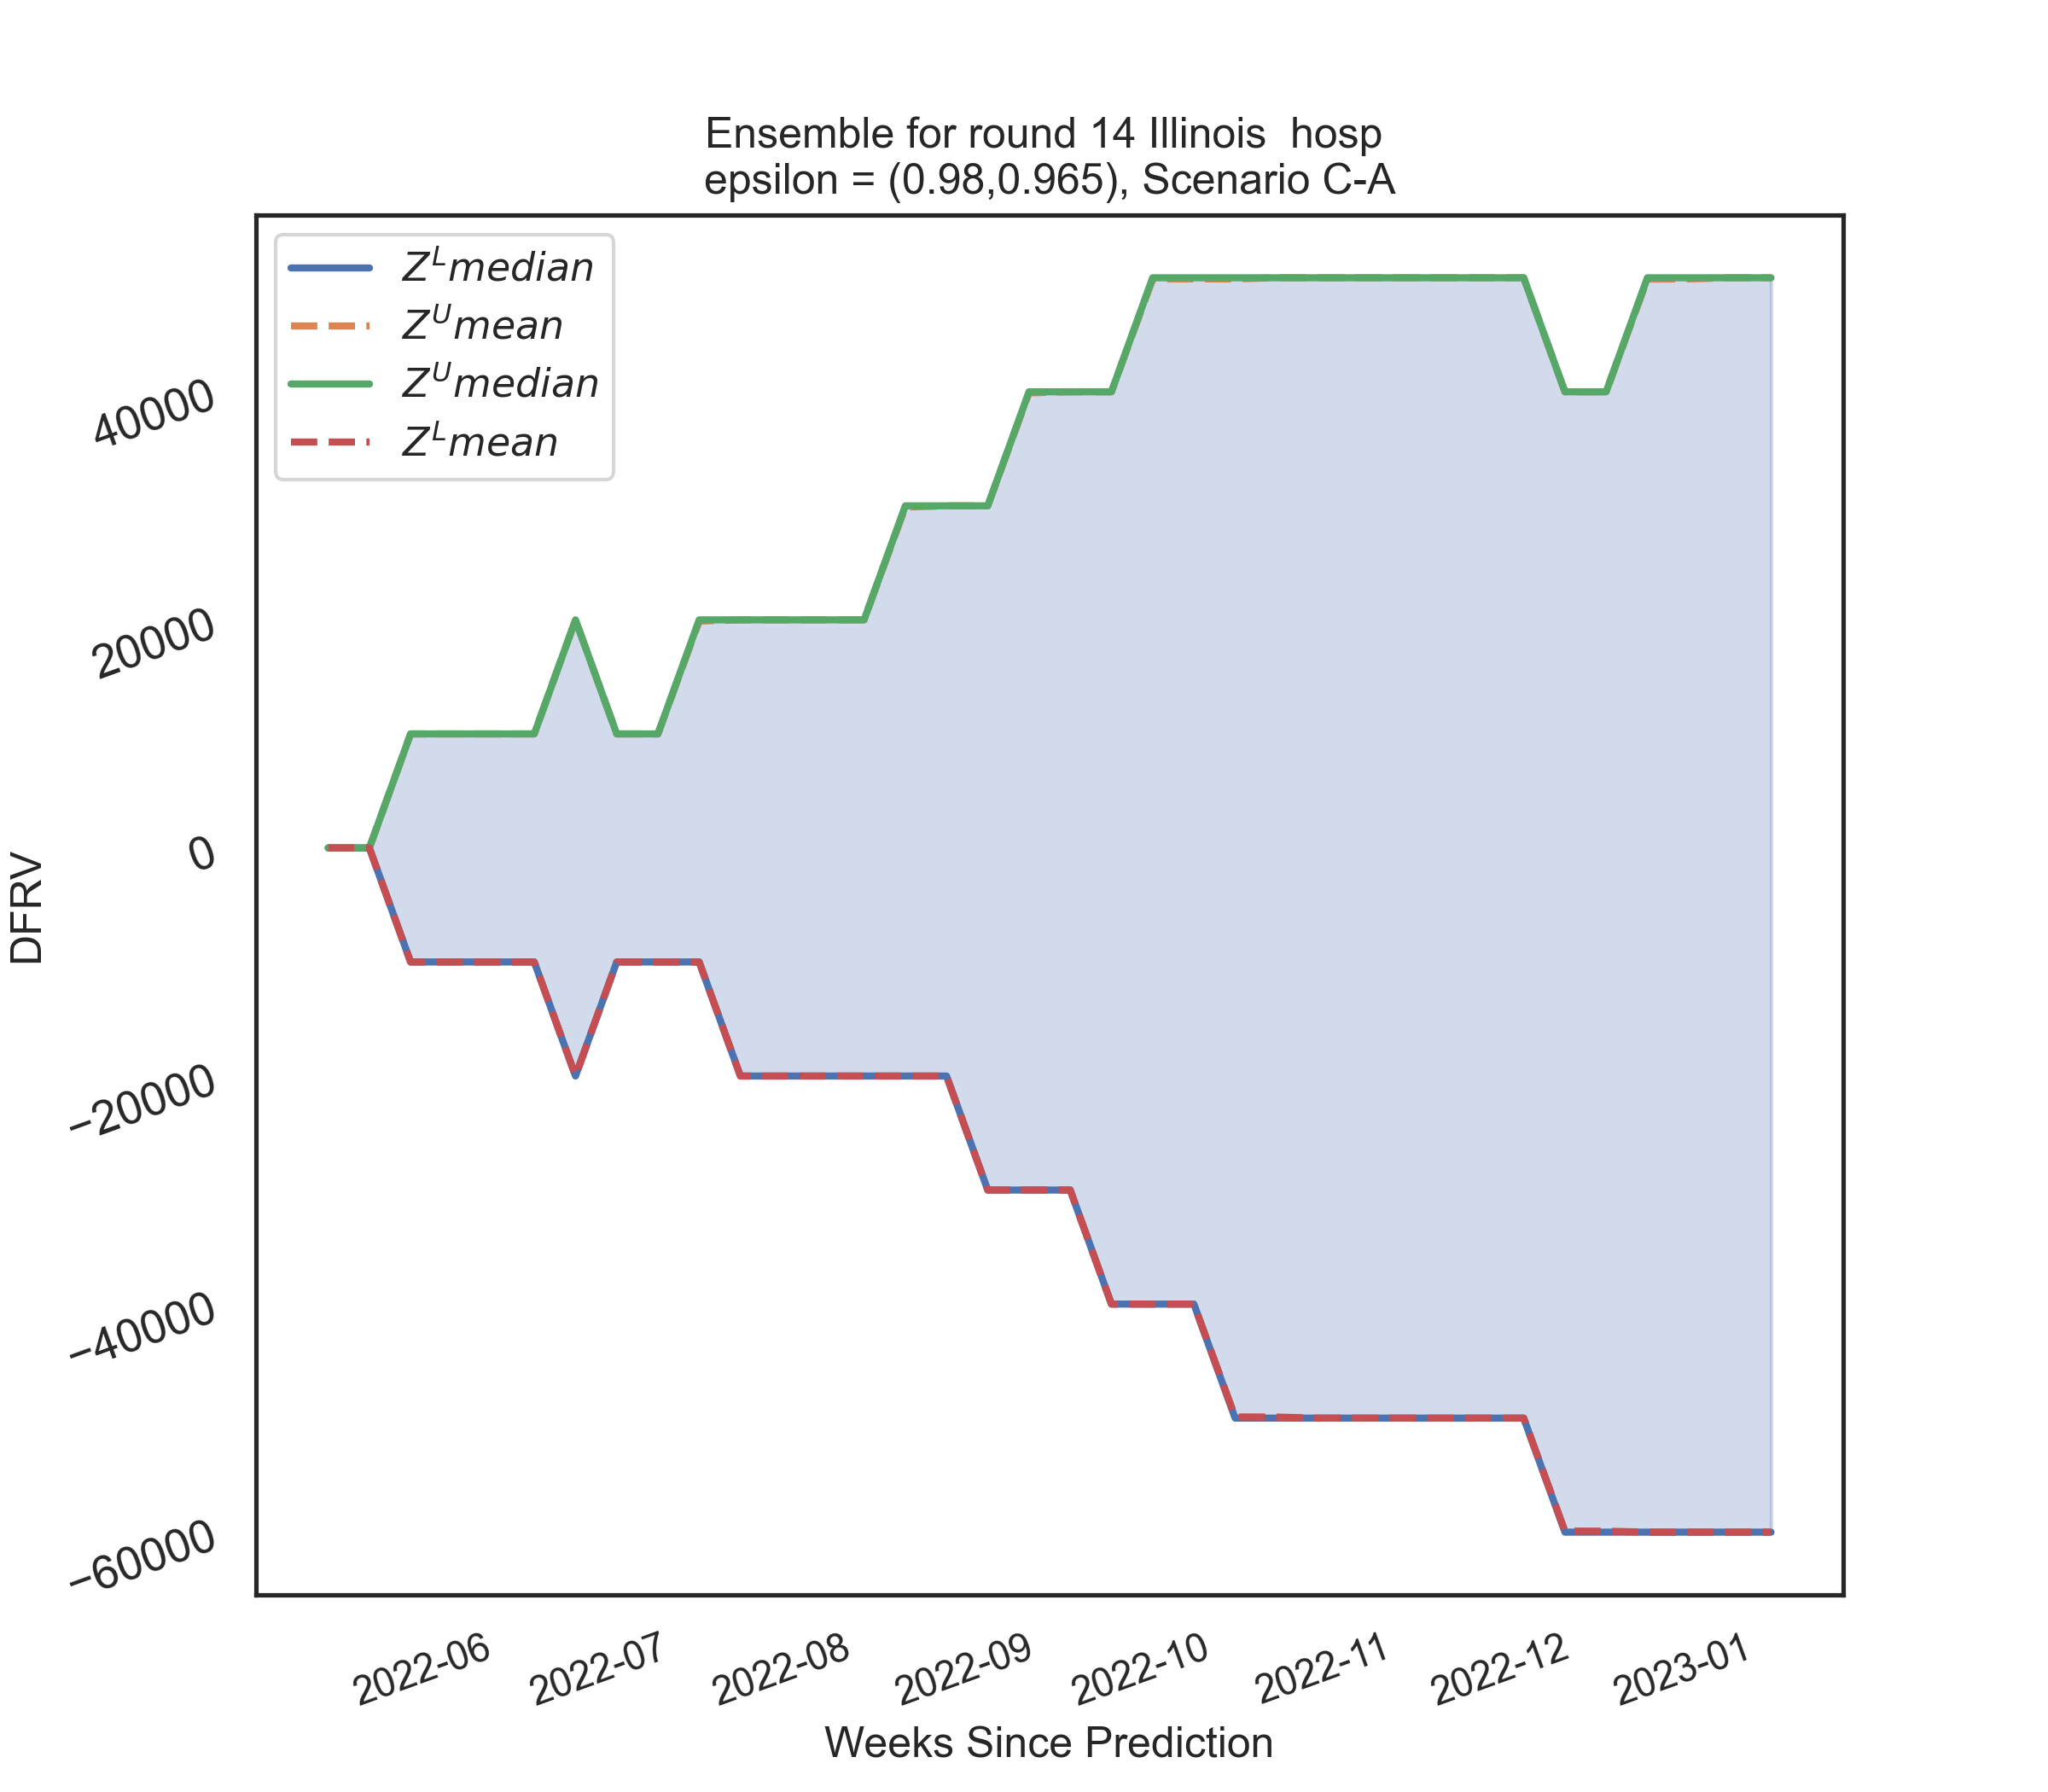 Ensemble for round 14 Illinois  hosp
epsilon = (0.98,0.965), Scenario C-A
Z^L median
Z^U mean
Z^U median
Z^L mean
40000
20000
0
−20000
−40000
−60000
DFRV
2022-06
2022-07
2022-08
2022-09
2022-10
2022-11
2022-12
2023-01
Weeks Since Prediction